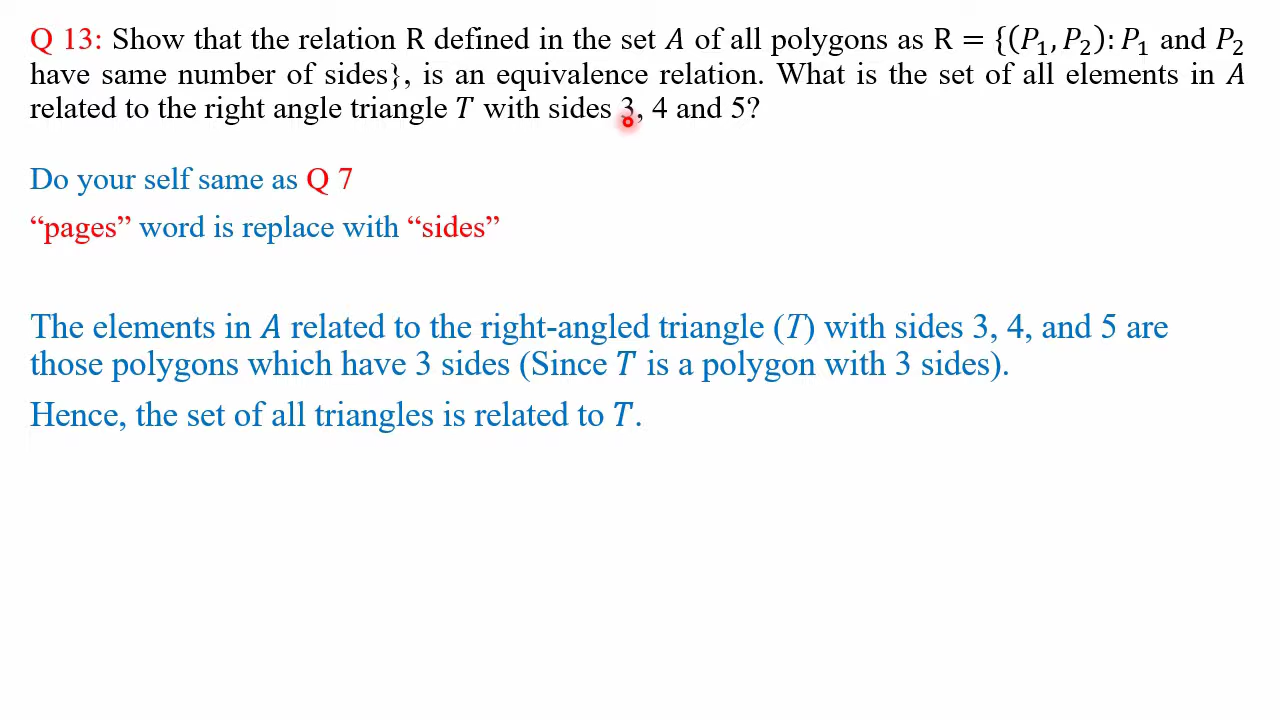 Q 13: Show that the relation R defined in the set A of all polygons as R = {(P₁, P₂): P₁ and P₂
have same number of sides}, is an equivalence relation. What is the set of all elements in A
related to the right angle triangle T with sides 3, 4 and 5?
Do your self same as Q 7
“pages” word is replace with “sides”
The elements in A related to the right-angled triangle (T) with sides 3, 4, and 5 are
those polygons which have 3 sides (Since T is a polygon with 3 sides).
Hence, the set of all triangles is related to T.